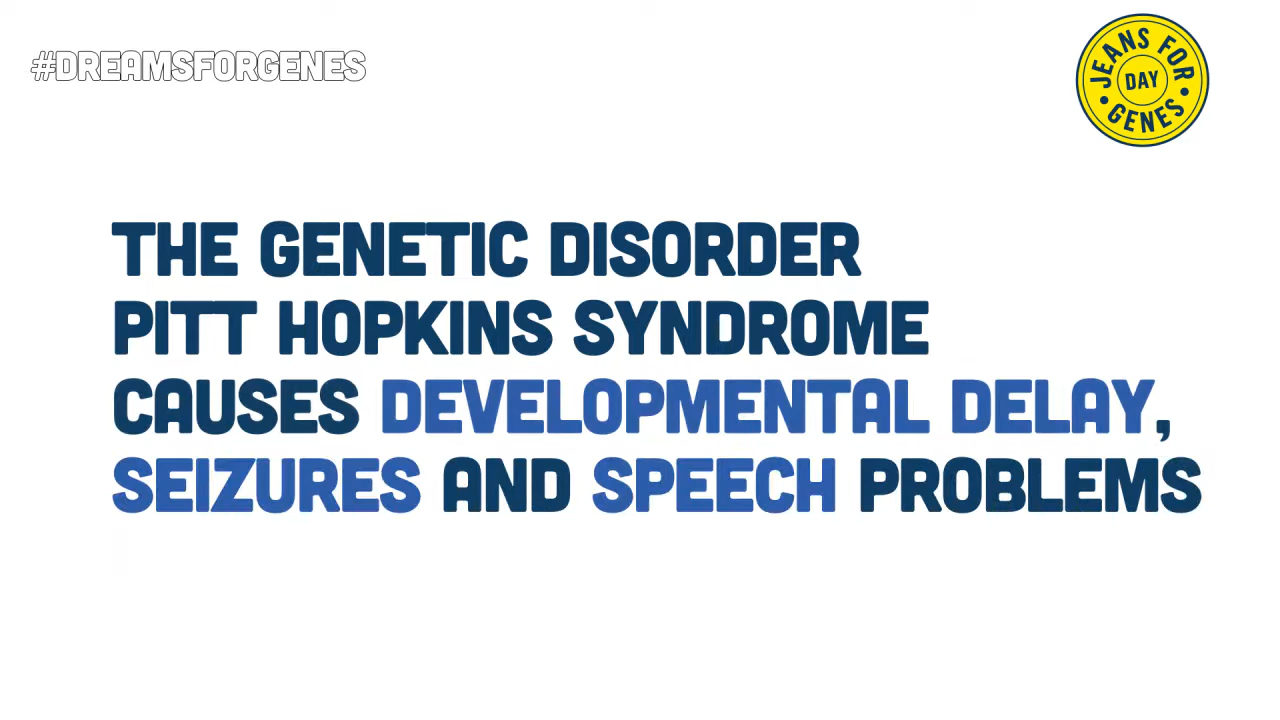 #DREAMSFORGENES
JEANS FOR
DAY
GENES
THE GENETIC DISORDER
PITT HOPKINS SYNDROME
CAUSES DEVELOPMENTAL DELAY,
SEIZURES AND SPEECH PROBLEMS